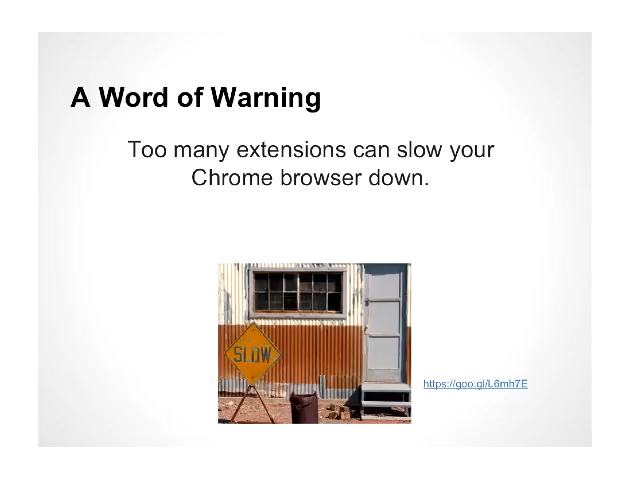 A Word of Warning
Too many extensions can slow your
Chrome browser down.
SLOW
https://goo.gl/L6mh7E